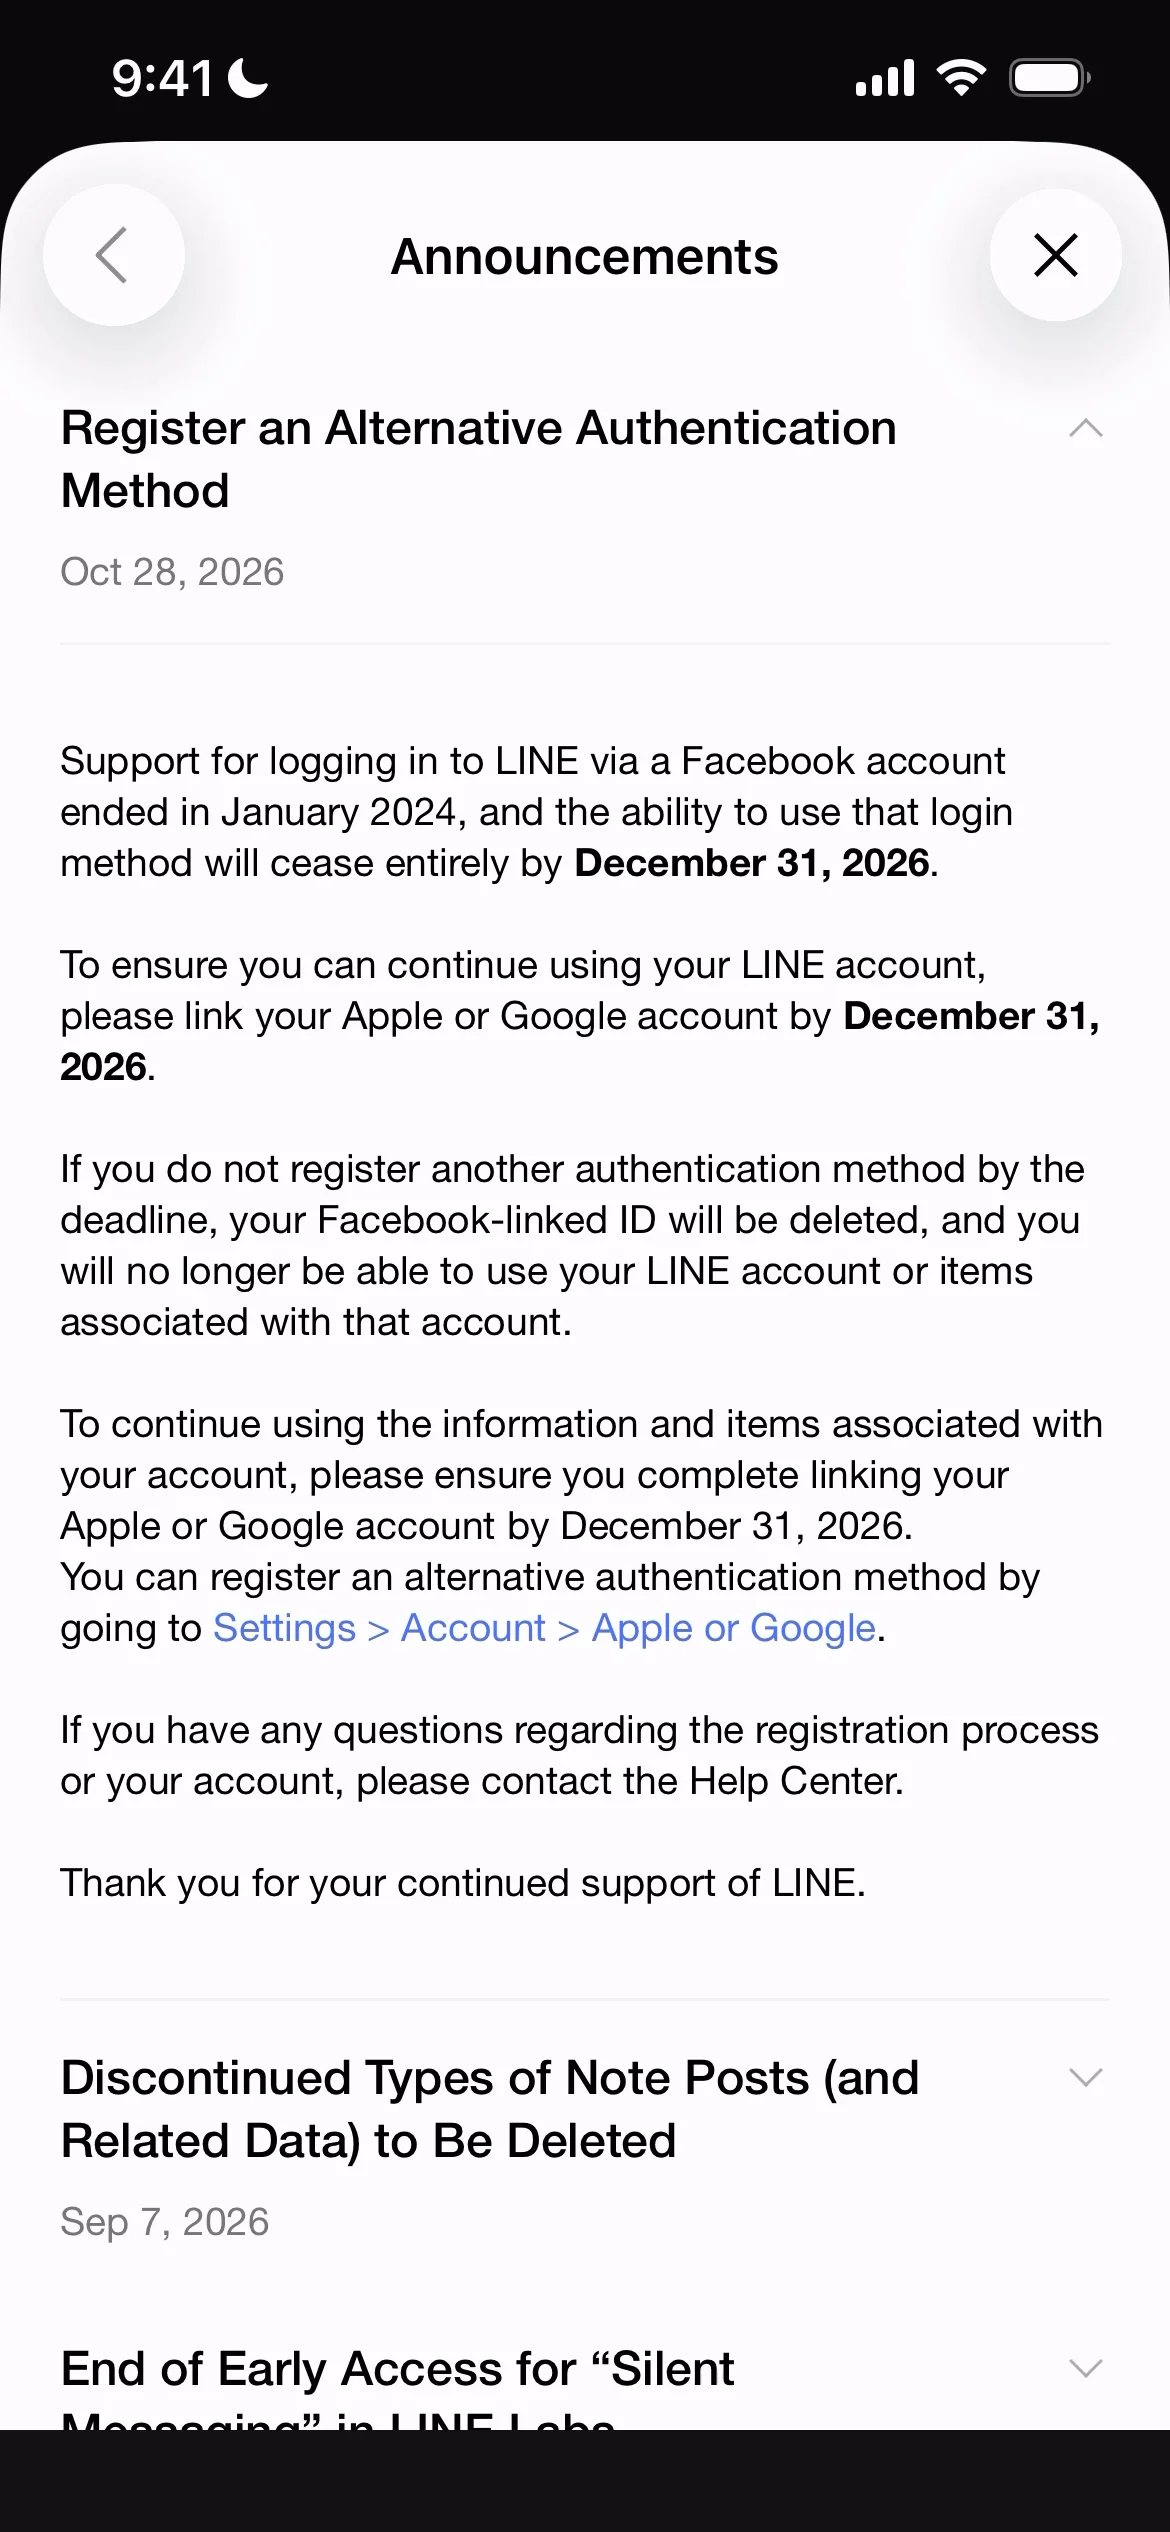 9:41
Announcements
Register an Alternative Authentication
Method
Oct 28, 2026
Support for logging in to LINE via a Facebook account
ended in January 2024, and the ability to use that login
method will cease entirely by December 31, 2026.
To ensure you can continue using your LINE account,
please link your Apple or Google account by December 31,
2026.
If you do not register another authentication method by the
deadline, your Facebook-linked ID will be deleted, and you
will no longer be able to use your LINE account or items
associated with that account.
To continue using the information and items associated with
your account, please ensure you complete linking your
Apple or Google account by December 31, 2026.
You can register an alternative authentication method by
going to Settings > Account > Apple or Google.
If you have any questions regarding the registration process
or your account, please contact the Help Center.
Thank you for your continued support of LINE.
Discontinued Types of Note Posts (and
Related Data) to Be Deleted
Sep 7, 2026
End of Early Access for “Silent
Messaging” in LINE Labs